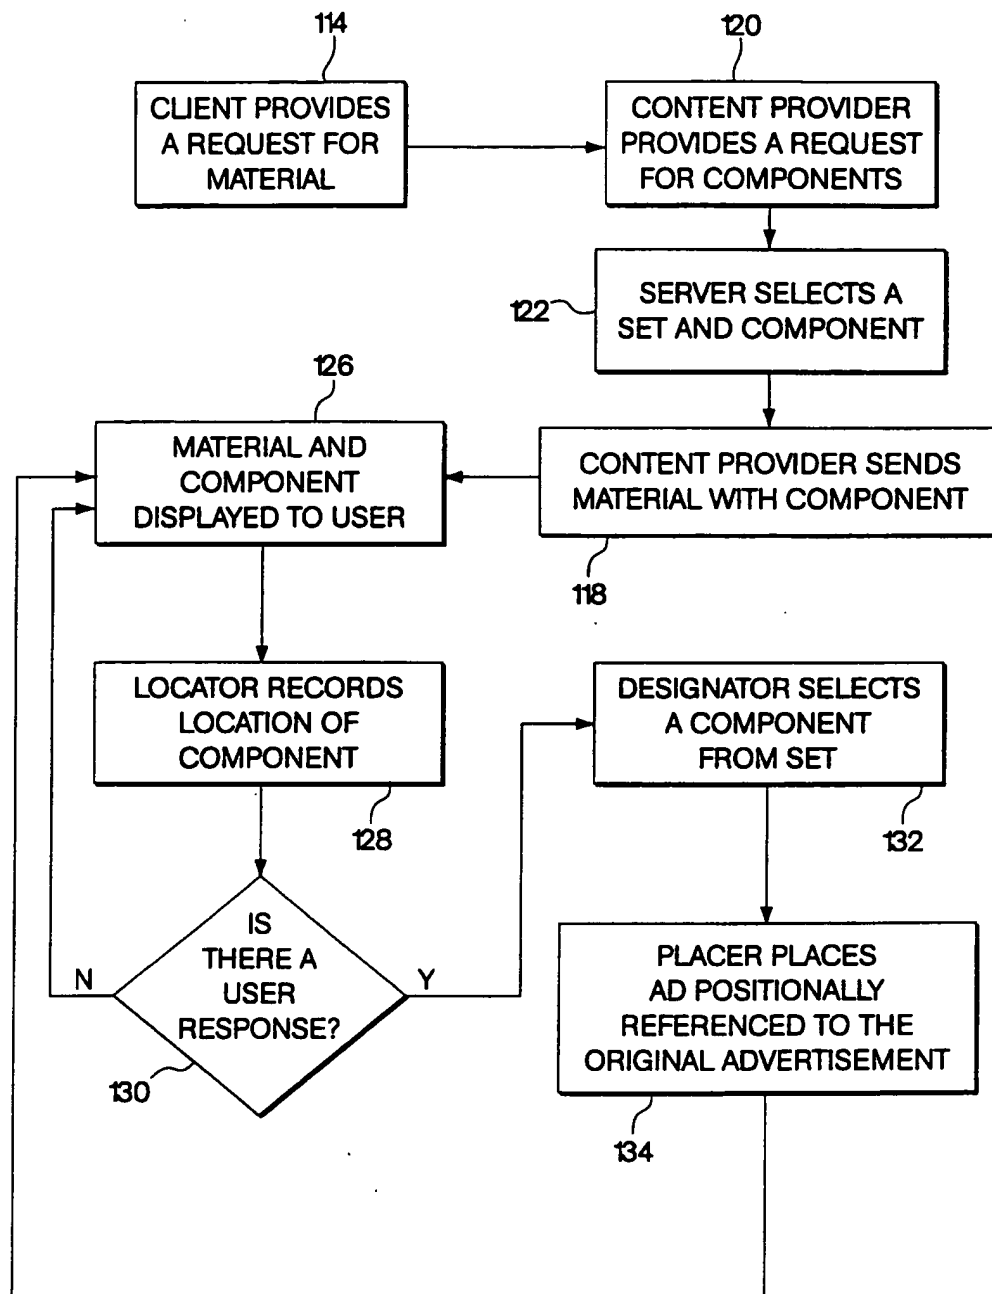 114
CLIENT PROVIDES
A REQUEST FOR
MATERIAL
120
CONTENT PROVIDER
PROVIDES A REQUEST
FOR COMPONENTS
122
SERVER SELECTS A
SET AND COMPONENT
126
MATERIAL AND
COMPONENT
DISPLAYED TO USER
CONTENT PROVIDER SENDS
MATERIAL WITH COMPONENT
118
LOCATOR RECORDS
LOCATION OF
COMPONENT
128
DESIGNATOR SELECTS
A COMPONENT
FROM SET
132
IS
THERE A
USER
RESPONSE?
N
Y
130
PLACER PLACES
AD POSITIONALLY
REFERENCED TO THE
ORIGINAL ADVERTISEMENT
134